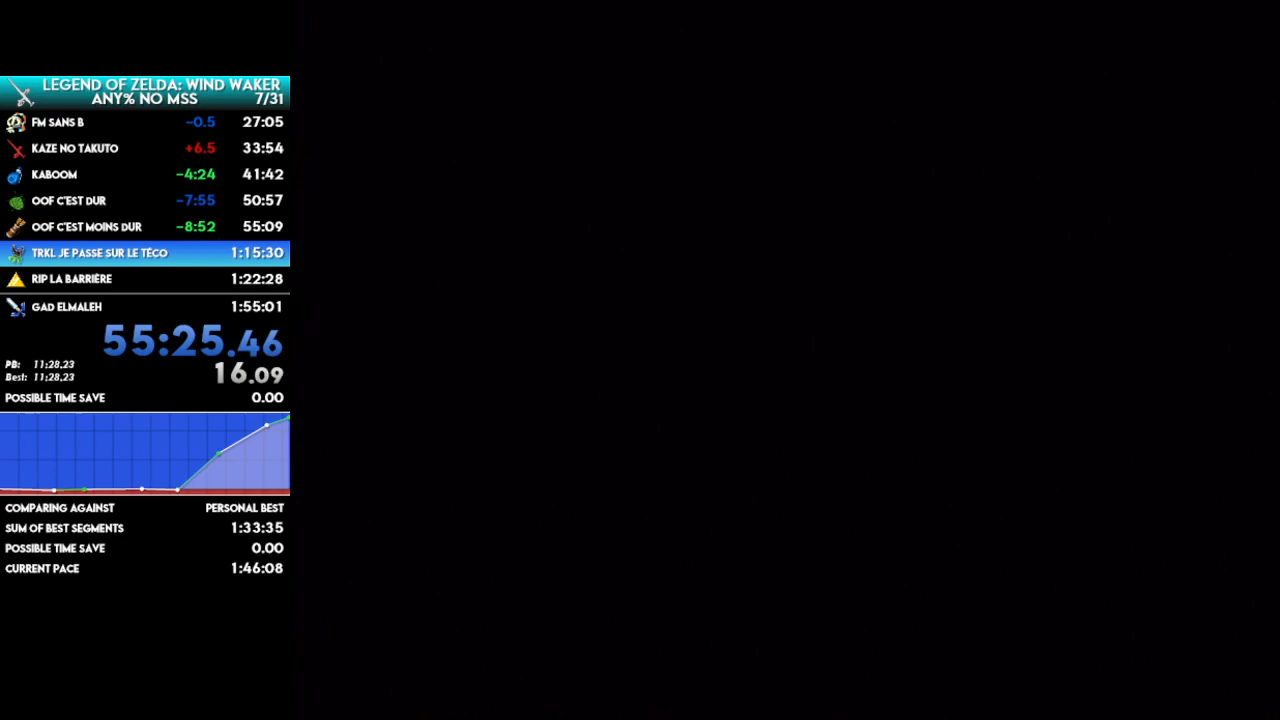 LEGEND OF ZELDA: WIND WAKER
ANY% NO MSS 7/31
FM SANS B -0.5 27:05
KAZE NO TAKUTO +6.5 33:54
KABOOM -4:24 41:42
OOF C'EST DUR -7:55 50:57
OOF C'EST MOINS DUR -8:52 55:09
TRKL JE PASSE SUR LE TÉCO 1:15:30
RIP LA BARRIÈRE 1:22:28
GAD ELMALEH 1:55:01
55:25.46
PB: 11:28.23
Best: 11:28.23
16.09
POSSIBLE TIME SAVE 0.00
COMPARING AGAINST PERSONAL BEST
SUM OF BEST SEGMENTS 1:33:35
POSSIBLE TIME SAVE 0.00
CURRENT PACE 1:46:08